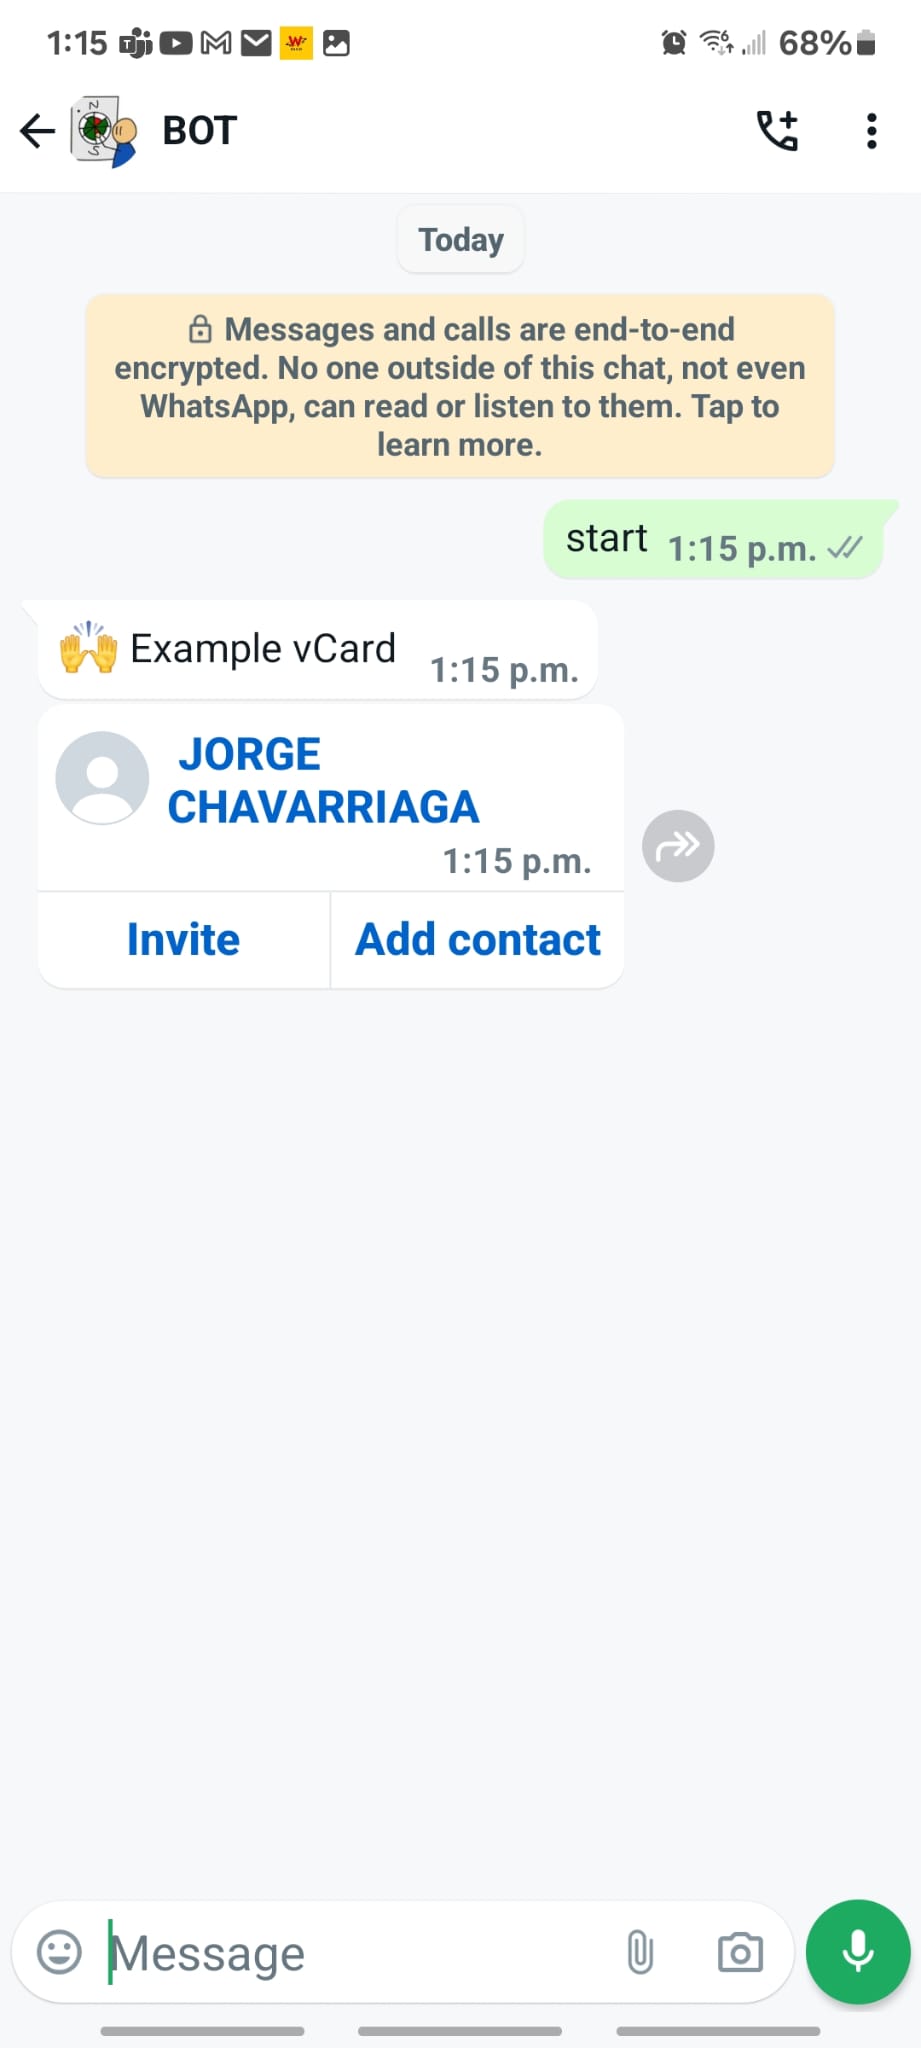 1:15 68%
BOT
Today
Messages and calls are end-to-end
encrypted. No one outside of this chat, not even
WhatsApp, can read or listen to them. Tap to
learn more.
start 1:15 p.m.
🙌 Example vCard 1:15 p.m.
JORGE
CHAVARRIAGA
1:15 p.m.
Invite Add contact
Message